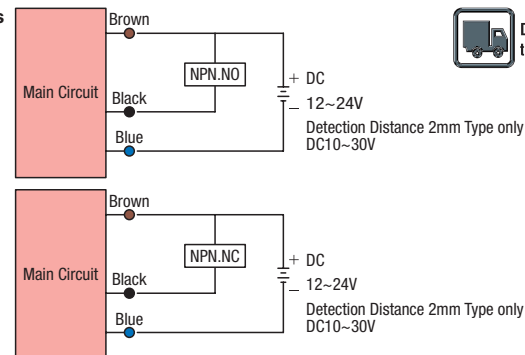 s
Brown
D
t
NPN.NO
+ DC
Main Circuit
Black
− 12~24V
Blue
Detection Distance 2mm Type only
DC10~30V
Brown
NPN.NC
+ DC
Main Circuit
Black
− 12~24V
Blue
Detection Distance 2mm Type only
DC10~30V